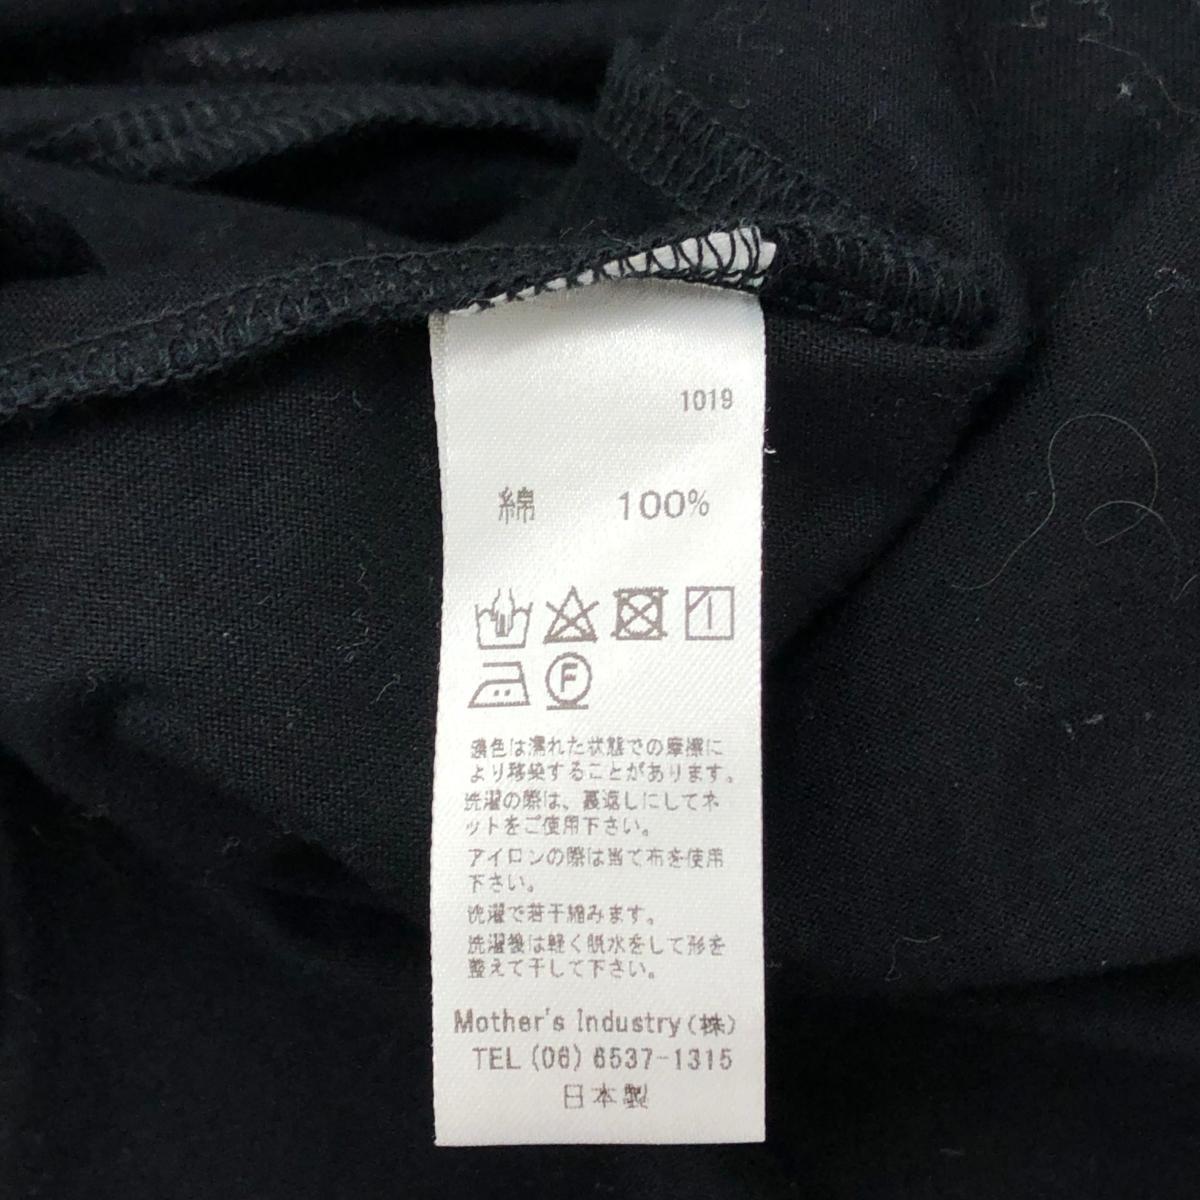 1019
綿 100%
F
濃色は濡れた状態での摩擦に
より移染することがあります。
洗濯の際は、裏返しにしてネ
ットをご使用下さい。
アイロンの際は当て布を使用
下さい。
洗濯で若干縮みます。
洗濯後は軽く脱水をして形を
整えて干して下さい。
Mother's Industry(株)
TEL(06)6537-1315
日本製